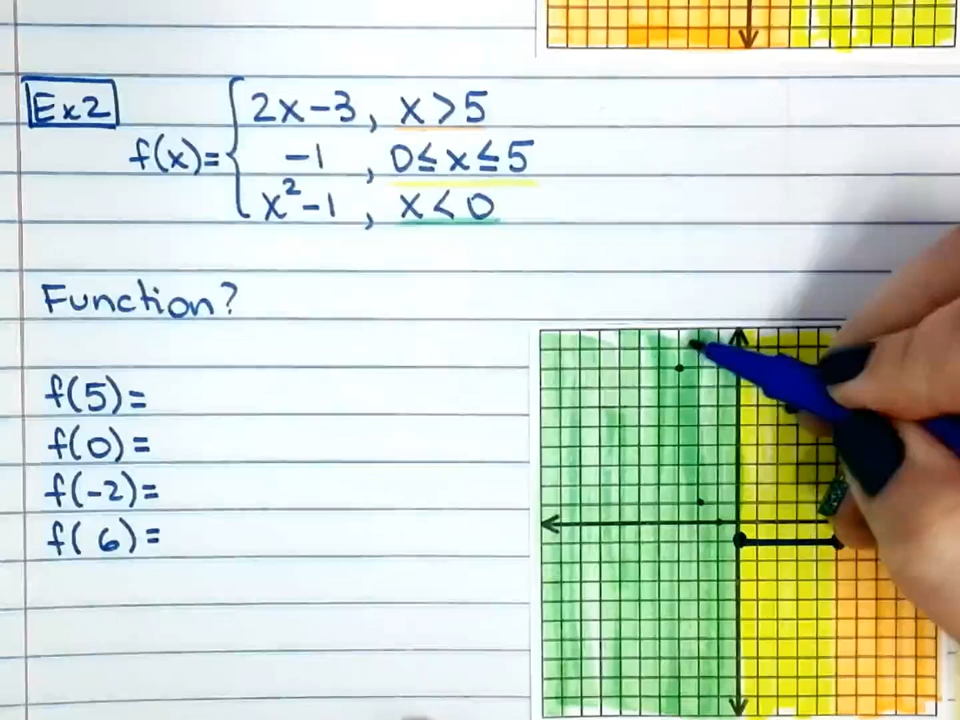 Ex2
2x-3, x>5
f(x)= { -1, 0≤x≤5
x²-1, x<0
Function?
f(5)=
f(0)=
f(-2)=
f( 6)=